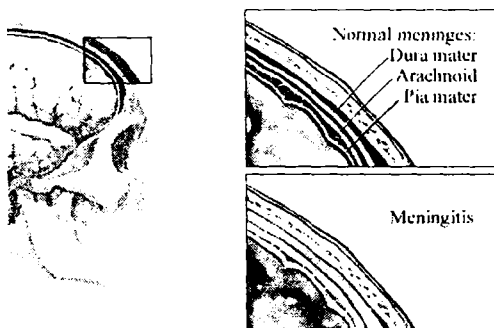 Normal meninges:
Dura mater
Arachnoid
Pia mater
Meningitis